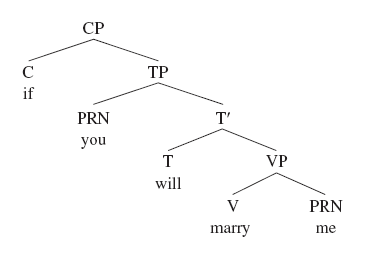 CP
C TP
if
PRN T′
you
T VP
will
V PRN
marry me